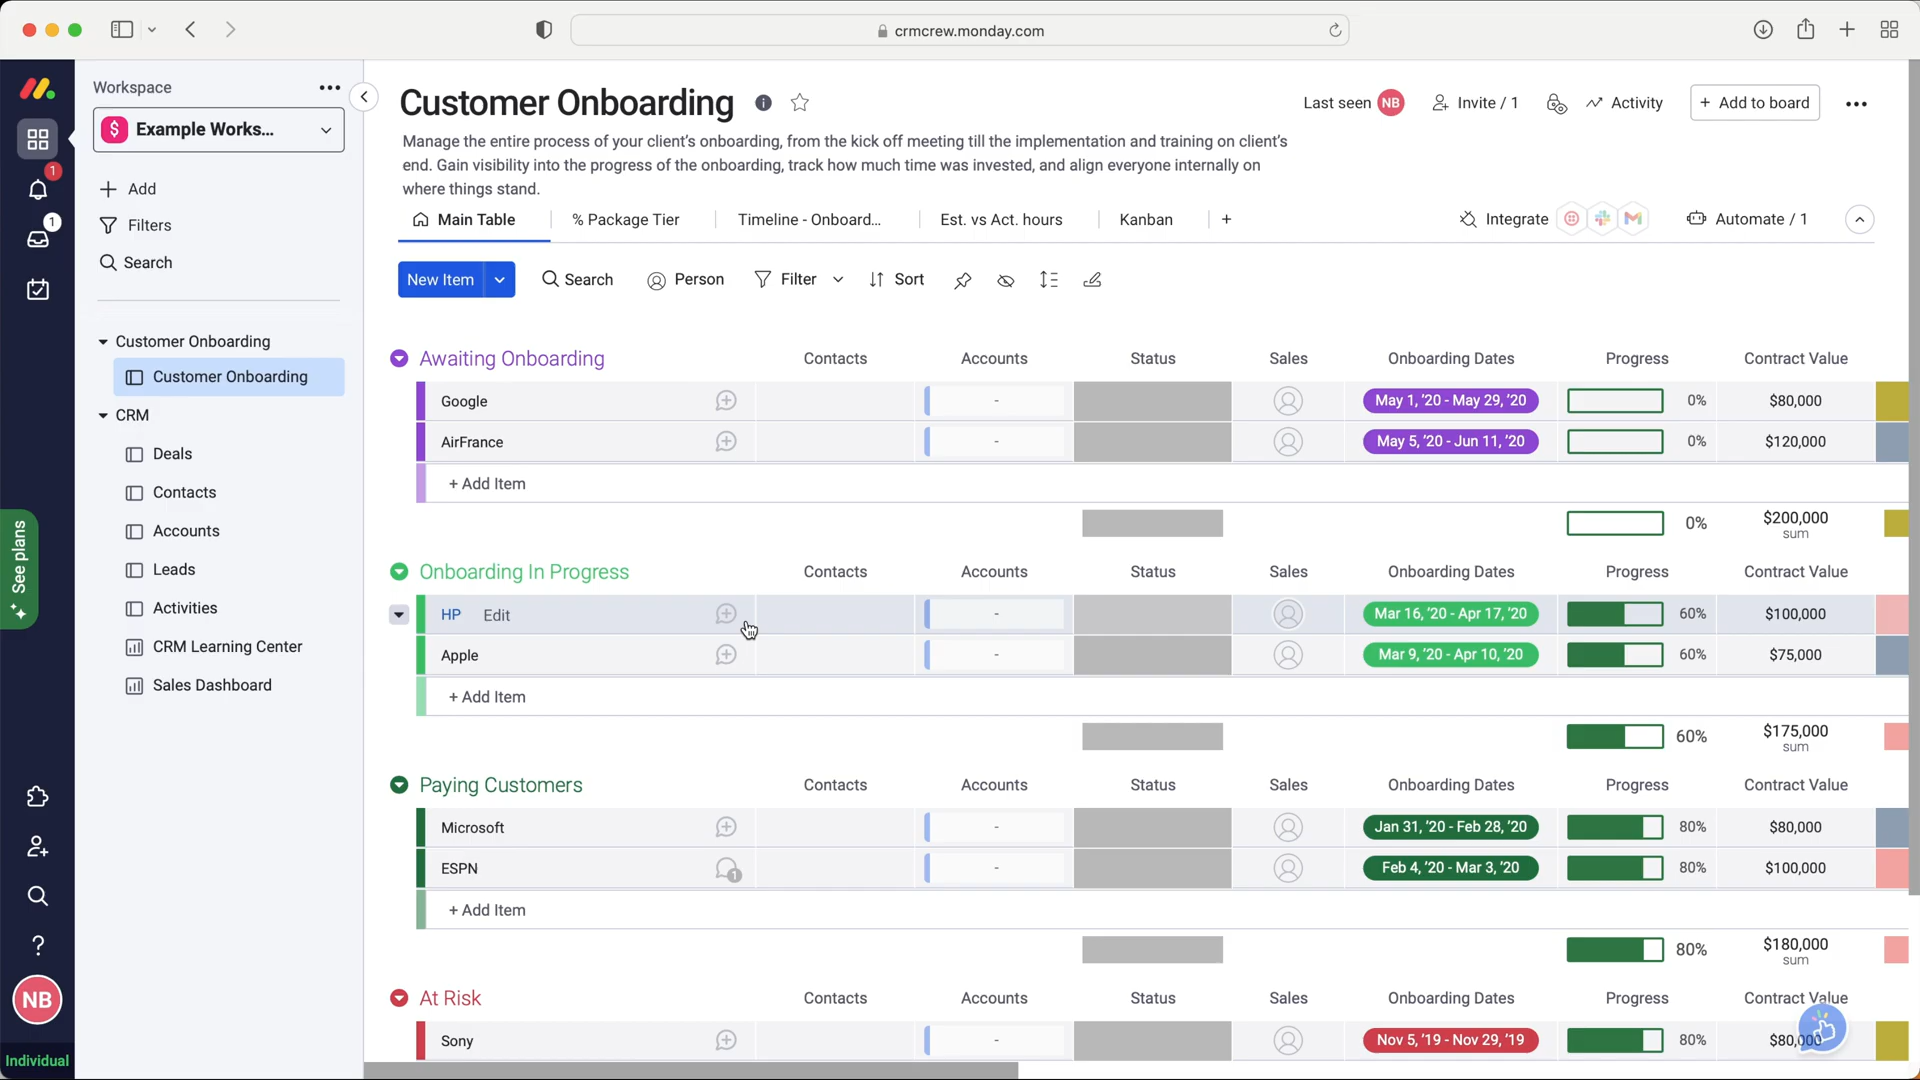 crmcrew.monday.com
Workspace
$ Example Works...
1
1
Add
Filters
Search
Customer Onboarding
Customer Onboarding
CRM
Deals
Contacts
Accounts
Leads
Activities
CRM Learning Center
Sales Dashboard
See plans
?
NB
Individual
Customer Onboarding
Last seen NB
Invite / 1
Activity
+ Add to board
Manage the entire process of your client’s onboarding, from the kick off meeting till the implementation and training on client’s
end. Gain visibility into the progress of the onboarding, track how much time was invested, and align everyone internally on
where things stand.
Main Table % Package Tier Timeline - Onboard... Est. vs Act. hours Kanban +
Integrate Automate / 1
New Item Search Person Filter Sort
Awaiting Onboarding Contacts Accounts Status Sales Onboarding Dates Progress Contract Value
Google - May 1, ’20 - May 29, ’20 0% $80,000
AirFrance - May 5, ’20 - Jun 11, ’20 0% $120,000
+ Add Item
0% $200,000
sum
Onboarding In Progress Contacts Accounts Status Sales Onboarding Dates Progress Contract Value
HP Edit - Mar 16, ’20 - Apr 17, ’20 60% $100,000
Apple - Mar 9, ’20 - Apr 10, ’20 60% $75,000
+ Add Item
60% $175,000
sum
Paying Customers Contacts Accounts Status Sales Onboarding Dates Progress Contract Value
Microsoft - Jan 31, ’20 - Feb 28, ’20 80% $80,000
ESPN 1 - Feb 4, ’20 - Mar 3, ’20 80% $100,000
+ Add Item
80% $180,000
sum
At Risk Contacts Accounts Status Sales Onboarding Dates Progress Contract Value
Sony - Nov 5, ’19 - Nov 29, ’19 80% $80,000